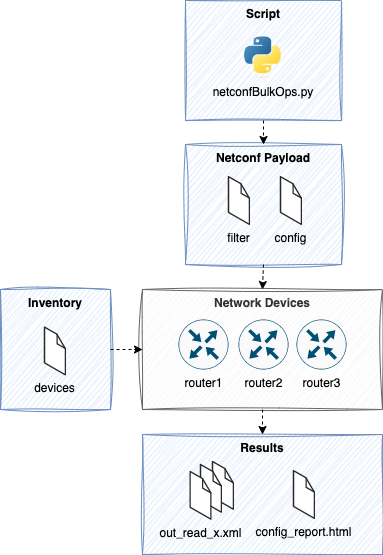 Script
netconfBulkOps.py
Netconf Payload
filter
config
Inventory
devices
Network Devices
router1
router2
router3
Results
out_read_x.xml
config_report.html